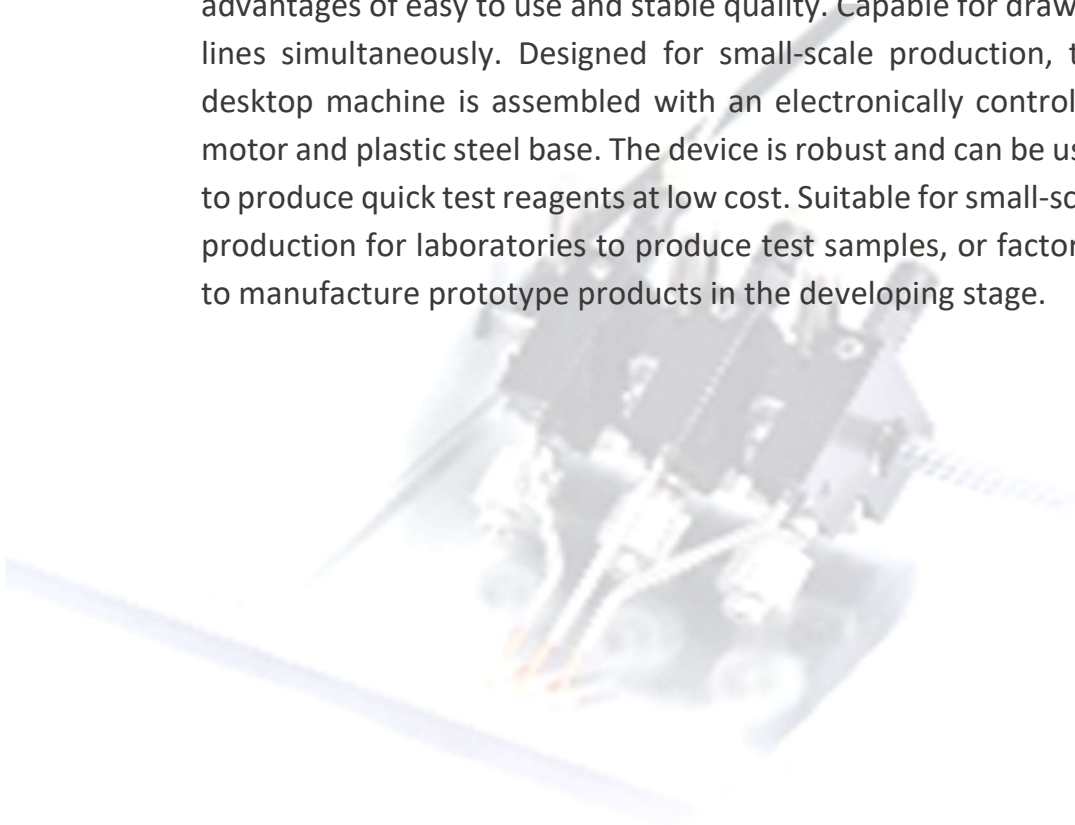 advantages of easy to use and stable quality. Capable for draw
lines simultaneously. Designed for small-scale production, t
desktop machine is assembled with an electronically control
motor and plastic steel base. The device is robust and can be us
to produce quick test reagents at low cost. Suitable for small-sc
production for laboratories to produce test samples, or factor
to manufacture prototype products in the developing stage.